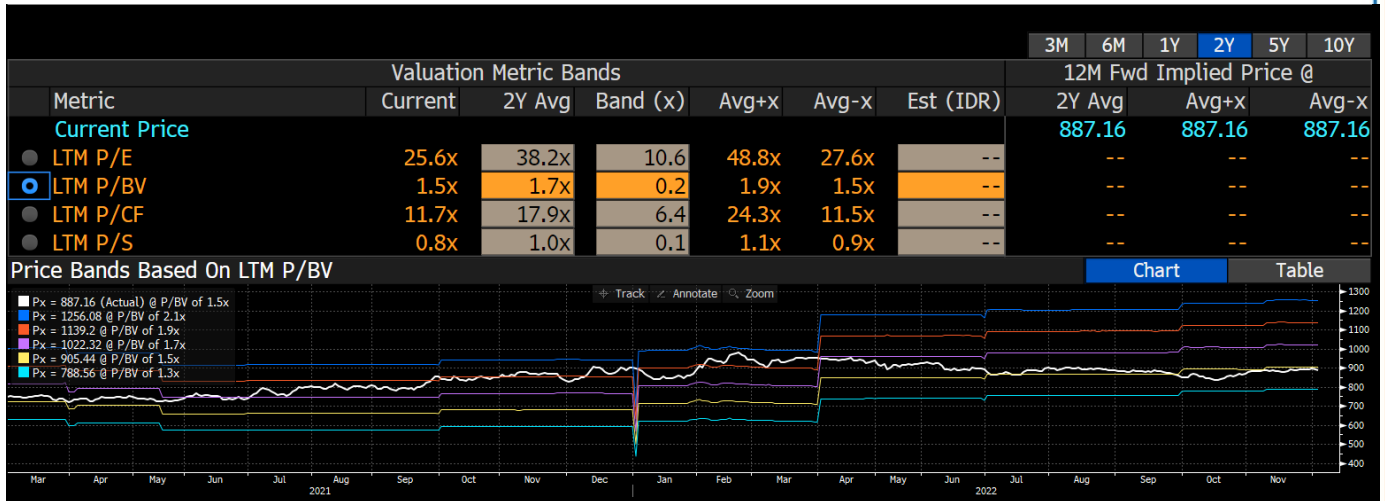 3M 6M 1Y 2Y 5Y 10Y
Valuation Metric Bands 12M Fwd Implied Price @
Metric Current 2Y Avg Band (x) Avg+x Avg-x Est (IDR) 2Y Avg Avg+x Avg-x
Current Price 887.16 887.16 887.16
LTM P/E 25.6x 38.2x 10.6 48.8x 27.6x -- -- -- --
LTM P/BV 1.5x 1.7x 0.2 1.9x 1.5x -- -- -- --
LTM P/CF 11.7x 17.9x 6.4 24.3x 11.5x -- -- -- --
LTM P/S 0.8x 1.0x 0.1 1.1x 0.9x -- -- -- --
Price Bands Based On LTM P/BV Chart Table
Track Annotate Zoom
Px = 887.16 (Actual) @ P/BV of 1.5x
Px = 1256.08 @ P/BV of 2.1x
Px = 1139.2 @ P/BV of 1.9x
Px = 1022.32 @ P/BV of 1.7x
Px = 905.44 @ P/BV of 1.5x
Px = 788.56 @ P/BV of 1.3x
1300
1200
1100
1000
900
800
700
600
500
400
Mar Apr May Jun Jul Aug Sep Oct Nov Dec Jan Feb Mar Apr May Jun Jul Aug Sep Oct Nov
2021 2022